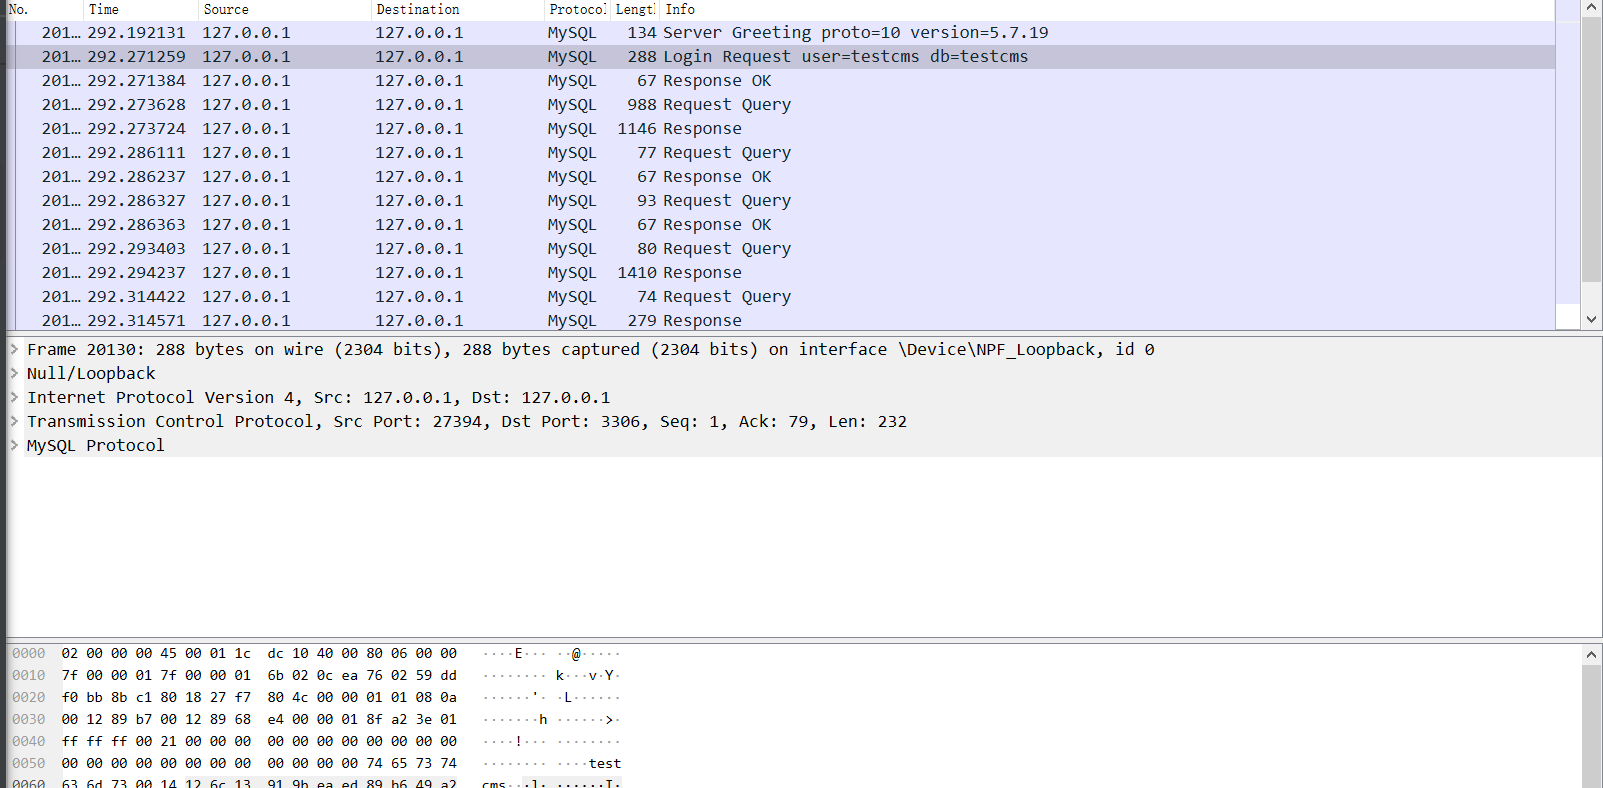 No. Time Source Destination Protocol Length Info
201… 292.192131 127.0.0.1 127.0.0.1 MySQL 134 Server Greeting proto=10 version=5.7.19
201… 292.271259 127.0.0.1 127.0.0.1 MySQL 288 Login Request user=testcms db=testcms
201… 292.271384 127.0.0.1 127.0.0.1 MySQL 67 Response OK
201… 292.273628 127.0.0.1 127.0.0.1 MySQL 988 Request Query
201… 292.273724 127.0.0.1 127.0.0.1 MySQL 1146 Response
201… 292.286111 127.0.0.1 127.0.0.1 MySQL 77 Request Query
201… 292.286237 127.0.0.1 127.0.0.1 MySQL 67 Response OK
201… 292.286327 127.0.0.1 127.0.0.1 MySQL 93 Request Query
201… 292.286363 127.0.0.1 127.0.0.1 MySQL 67 Response OK
201… 292.293403 127.0.0.1 127.0.0.1 MySQL 80 Request Query
201… 292.294237 127.0.0.1 127.0.0.1 MySQL 1410 Response
201… 292.314422 127.0.0.1 127.0.0.1 MySQL 74 Request Query
201… 292.314571 127.0.0.1 127.0.0.1 MySQL 279 Response
Frame 20130: 288 bytes on wire (2304 bits), 288 bytes captured (2304 bits) on interface \Device\NPF_Loopback, id 0
Null/Loopback
Internet Protocol Version 4, Src: 127.0.0.1, Dst: 127.0.0.1
Transmission Control Protocol, Src Port: 27394, Dst Port: 3306, Seq: 1, Ack: 79, Len: 232
MySQL Protocol
0000 02 00 00 00 45 00 01 1c dc 10 40 00 80 06 00 00 ····E··· ··@·····
0010 7f 00 00 01 7f 00 00 01 6b 02 0c ea 76 02 59 dd ········ k···v·Y·
0020 f0 bb 8b c1 80 18 27 f7 80 4c 00 00 01 01 08 0a ······'· ·L······
0030 00 12 89 b7 00 12 89 68 e4 00 00 01 8f a2 3e 01 ·······h ······>·
0040 ff ff ff 00 21 00 00 00 00 00 00 00 00 00 00 00 ····!··· ········
0050 00 00 00 00 00 00 00 00 00 00 00 00 74 65 73 74 ········ ····test
0060 63 6d 73 00 14 12 6c 13 91 9b ea ed 89 b6 49 a2 cms···l· ······I·